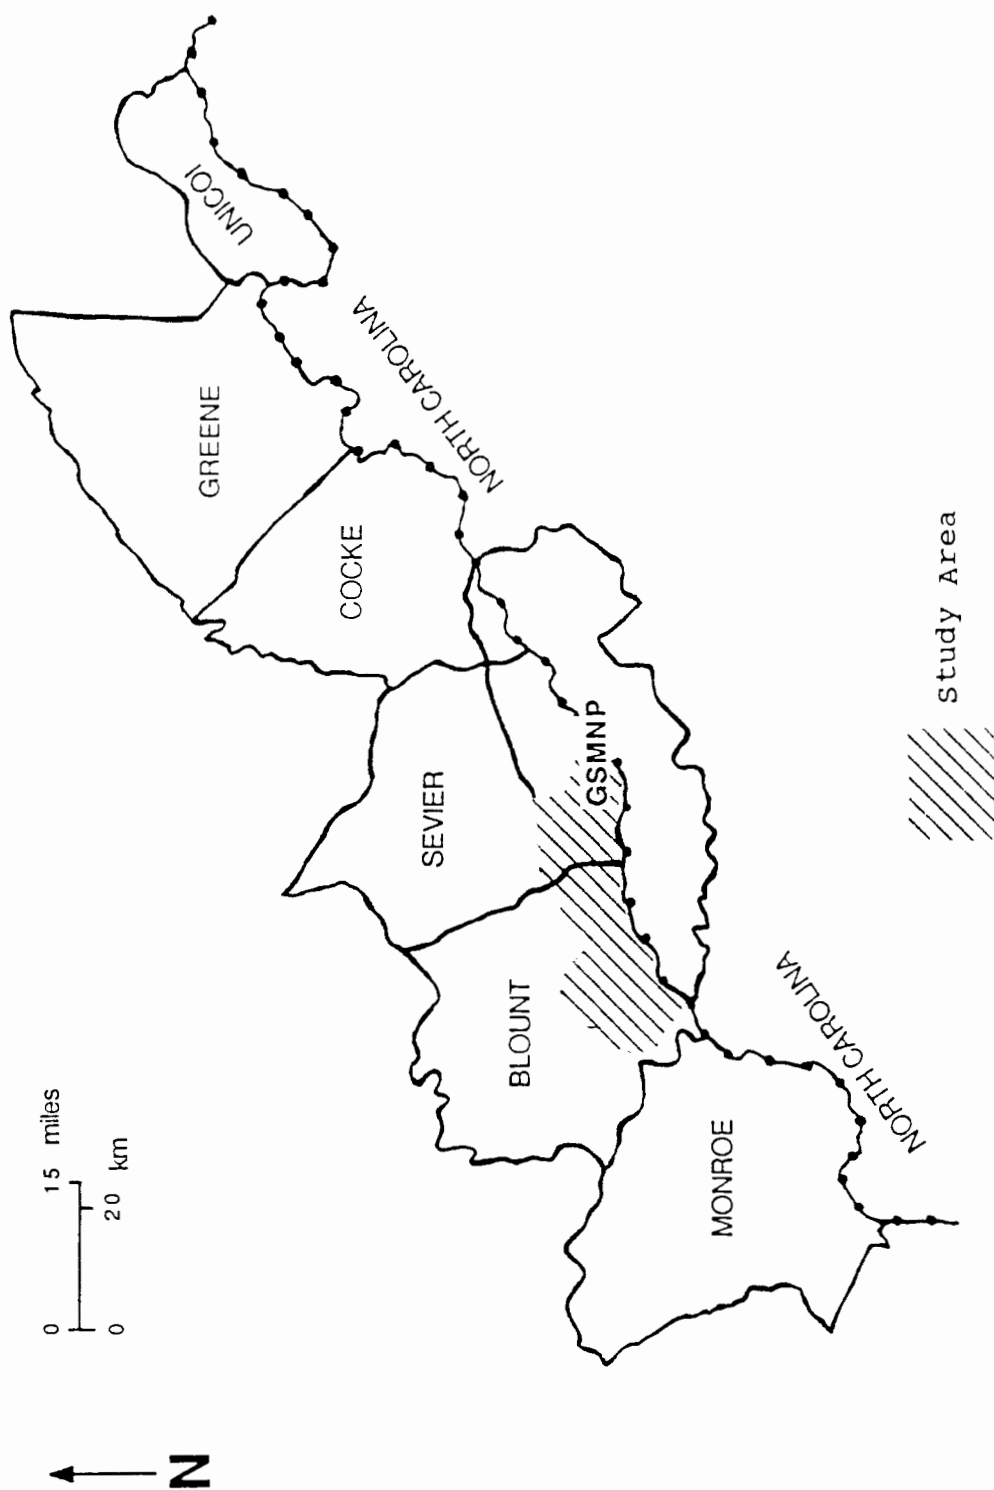 N
0 15 miles
0 20 km
UNICOI
GREENE
COCKE
SEVIER
BLOUNT
MONROE
GSMNP
NORTH CAROLINA
NORTH CAROLINA
Study Area